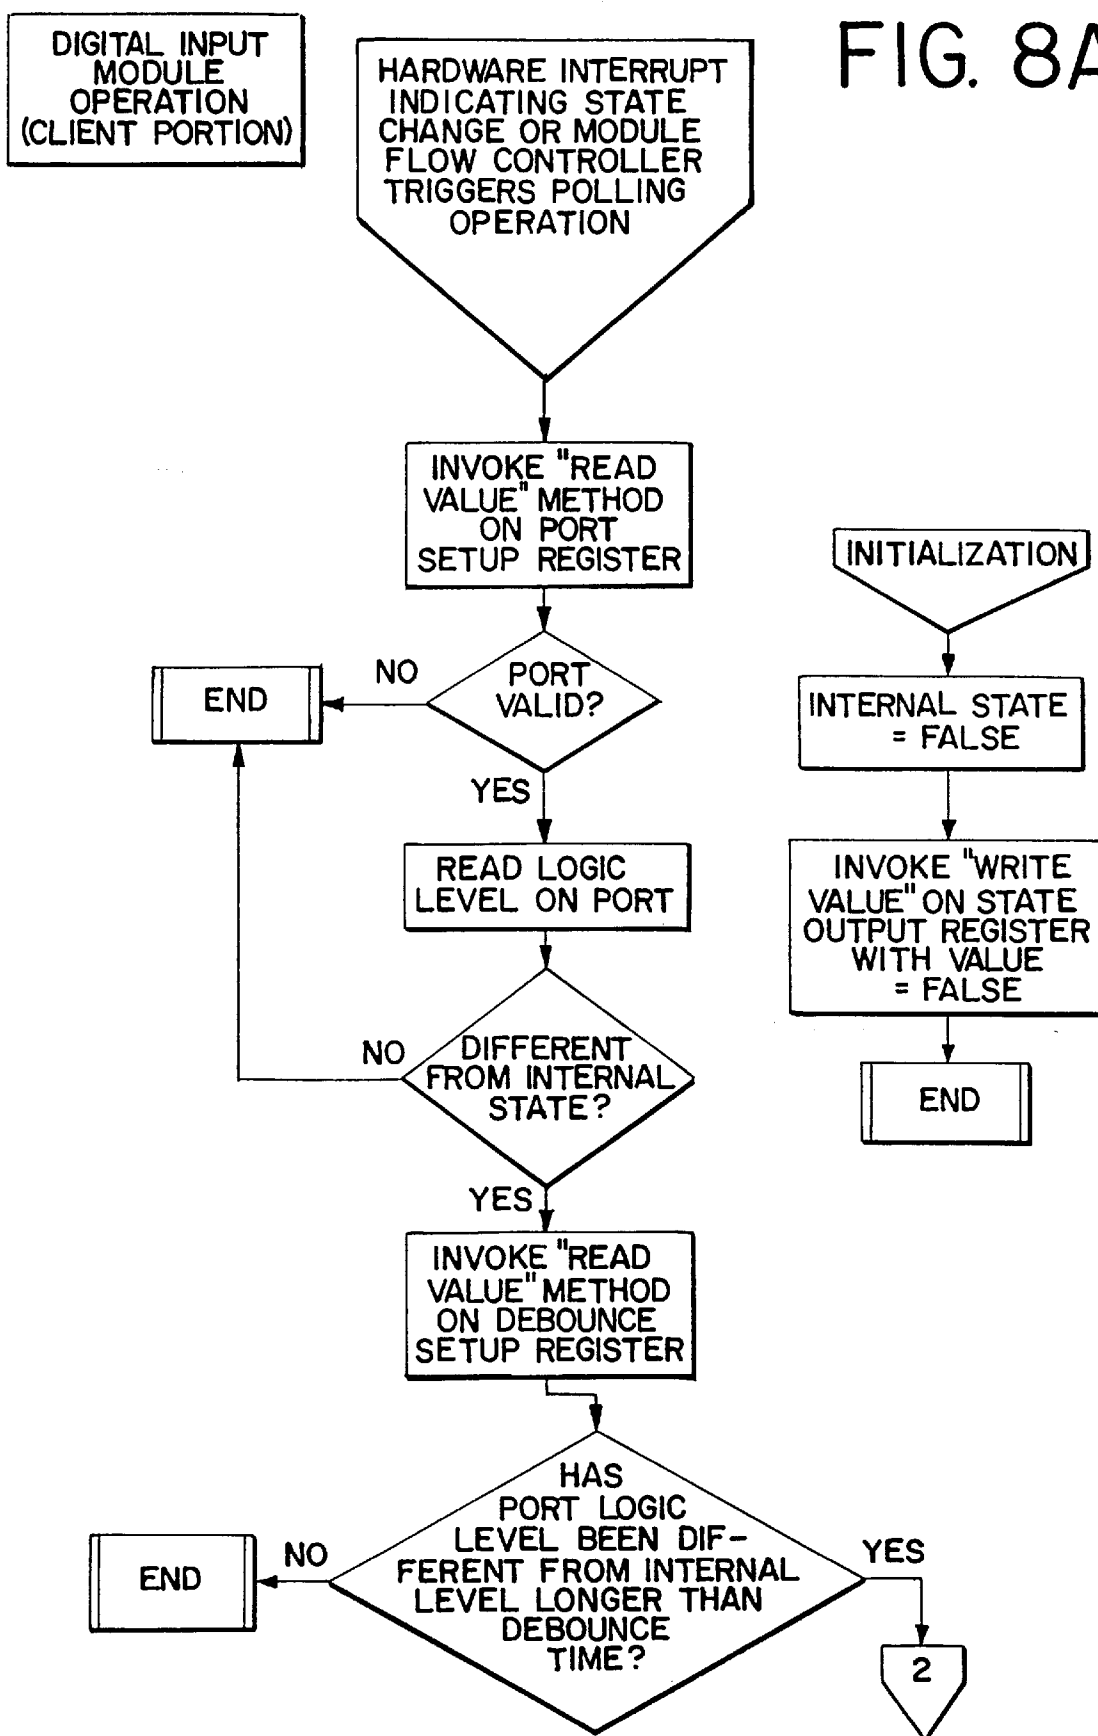 DIGITAL INPUT
MODULE
OPERATION
(CLIENT PORTION)
FIG. 8A
HARDWARE INTERRUPT
INDICATING STATE
CHANGE OR MODULE
FLOW CONTROLLER
TRIGGERS POLLING
OPERATION
INVOKE "READ
VALUE" METHOD
ON PORT
SETUP REGISTER
PORT
VALID?
NO
END
YES
READ LOGIC
LEVEL ON PORT
DIFFERENT
FROM INTERNAL
STATE?
NO
YES
INVOKE "READ
VALUE" METHOD
ON DEBOUNCE
SETUP REGISTER
HAS
PORT LOGIC
LEVEL BEEN DIF-
FERENT FROM INTERNAL
LEVEL LONGER THAN
DEBOUNCE
TIME?
NO
END
YES
2
INITIALIZATION
INTERNAL STATE
= FALSE
INVOKE "WRITE
VALUE" ON STATE
OUTPUT REGISTER
WITH VALUE
= FALSE
END